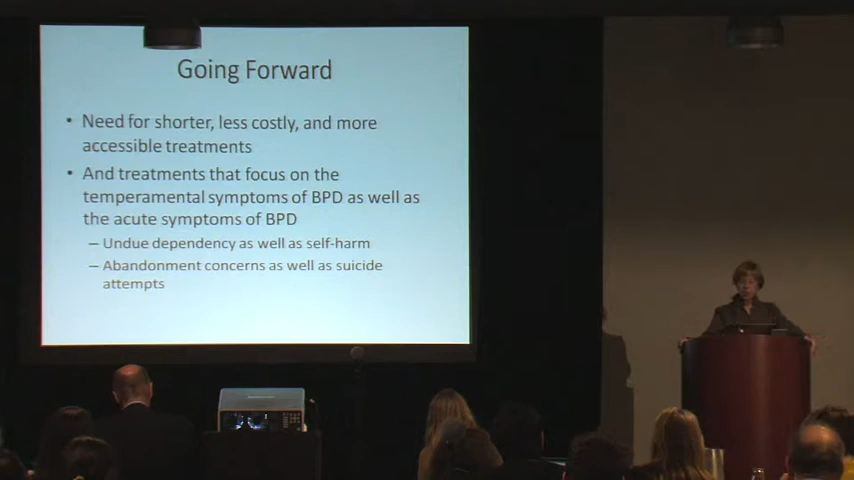 Going Forward
• Need for shorter, less costly, and more
accessible treatments
• And treatments that focus on the
temperamental symptoms of BPD as well as
the acute symptoms of BPD
– Undue dependency as well as self-harm
– Abandonment concerns as well as suicide
attempts